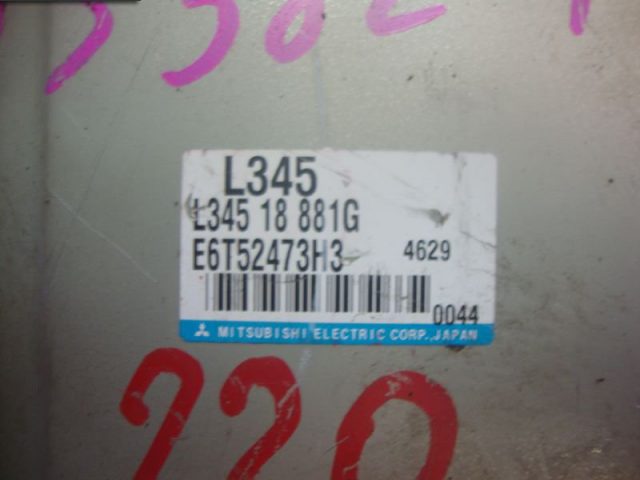 L345
L345 18 881G
E6T52473H3 4629
0044
MITSUBISHI ELECTRIC CORP., JAPAN
220